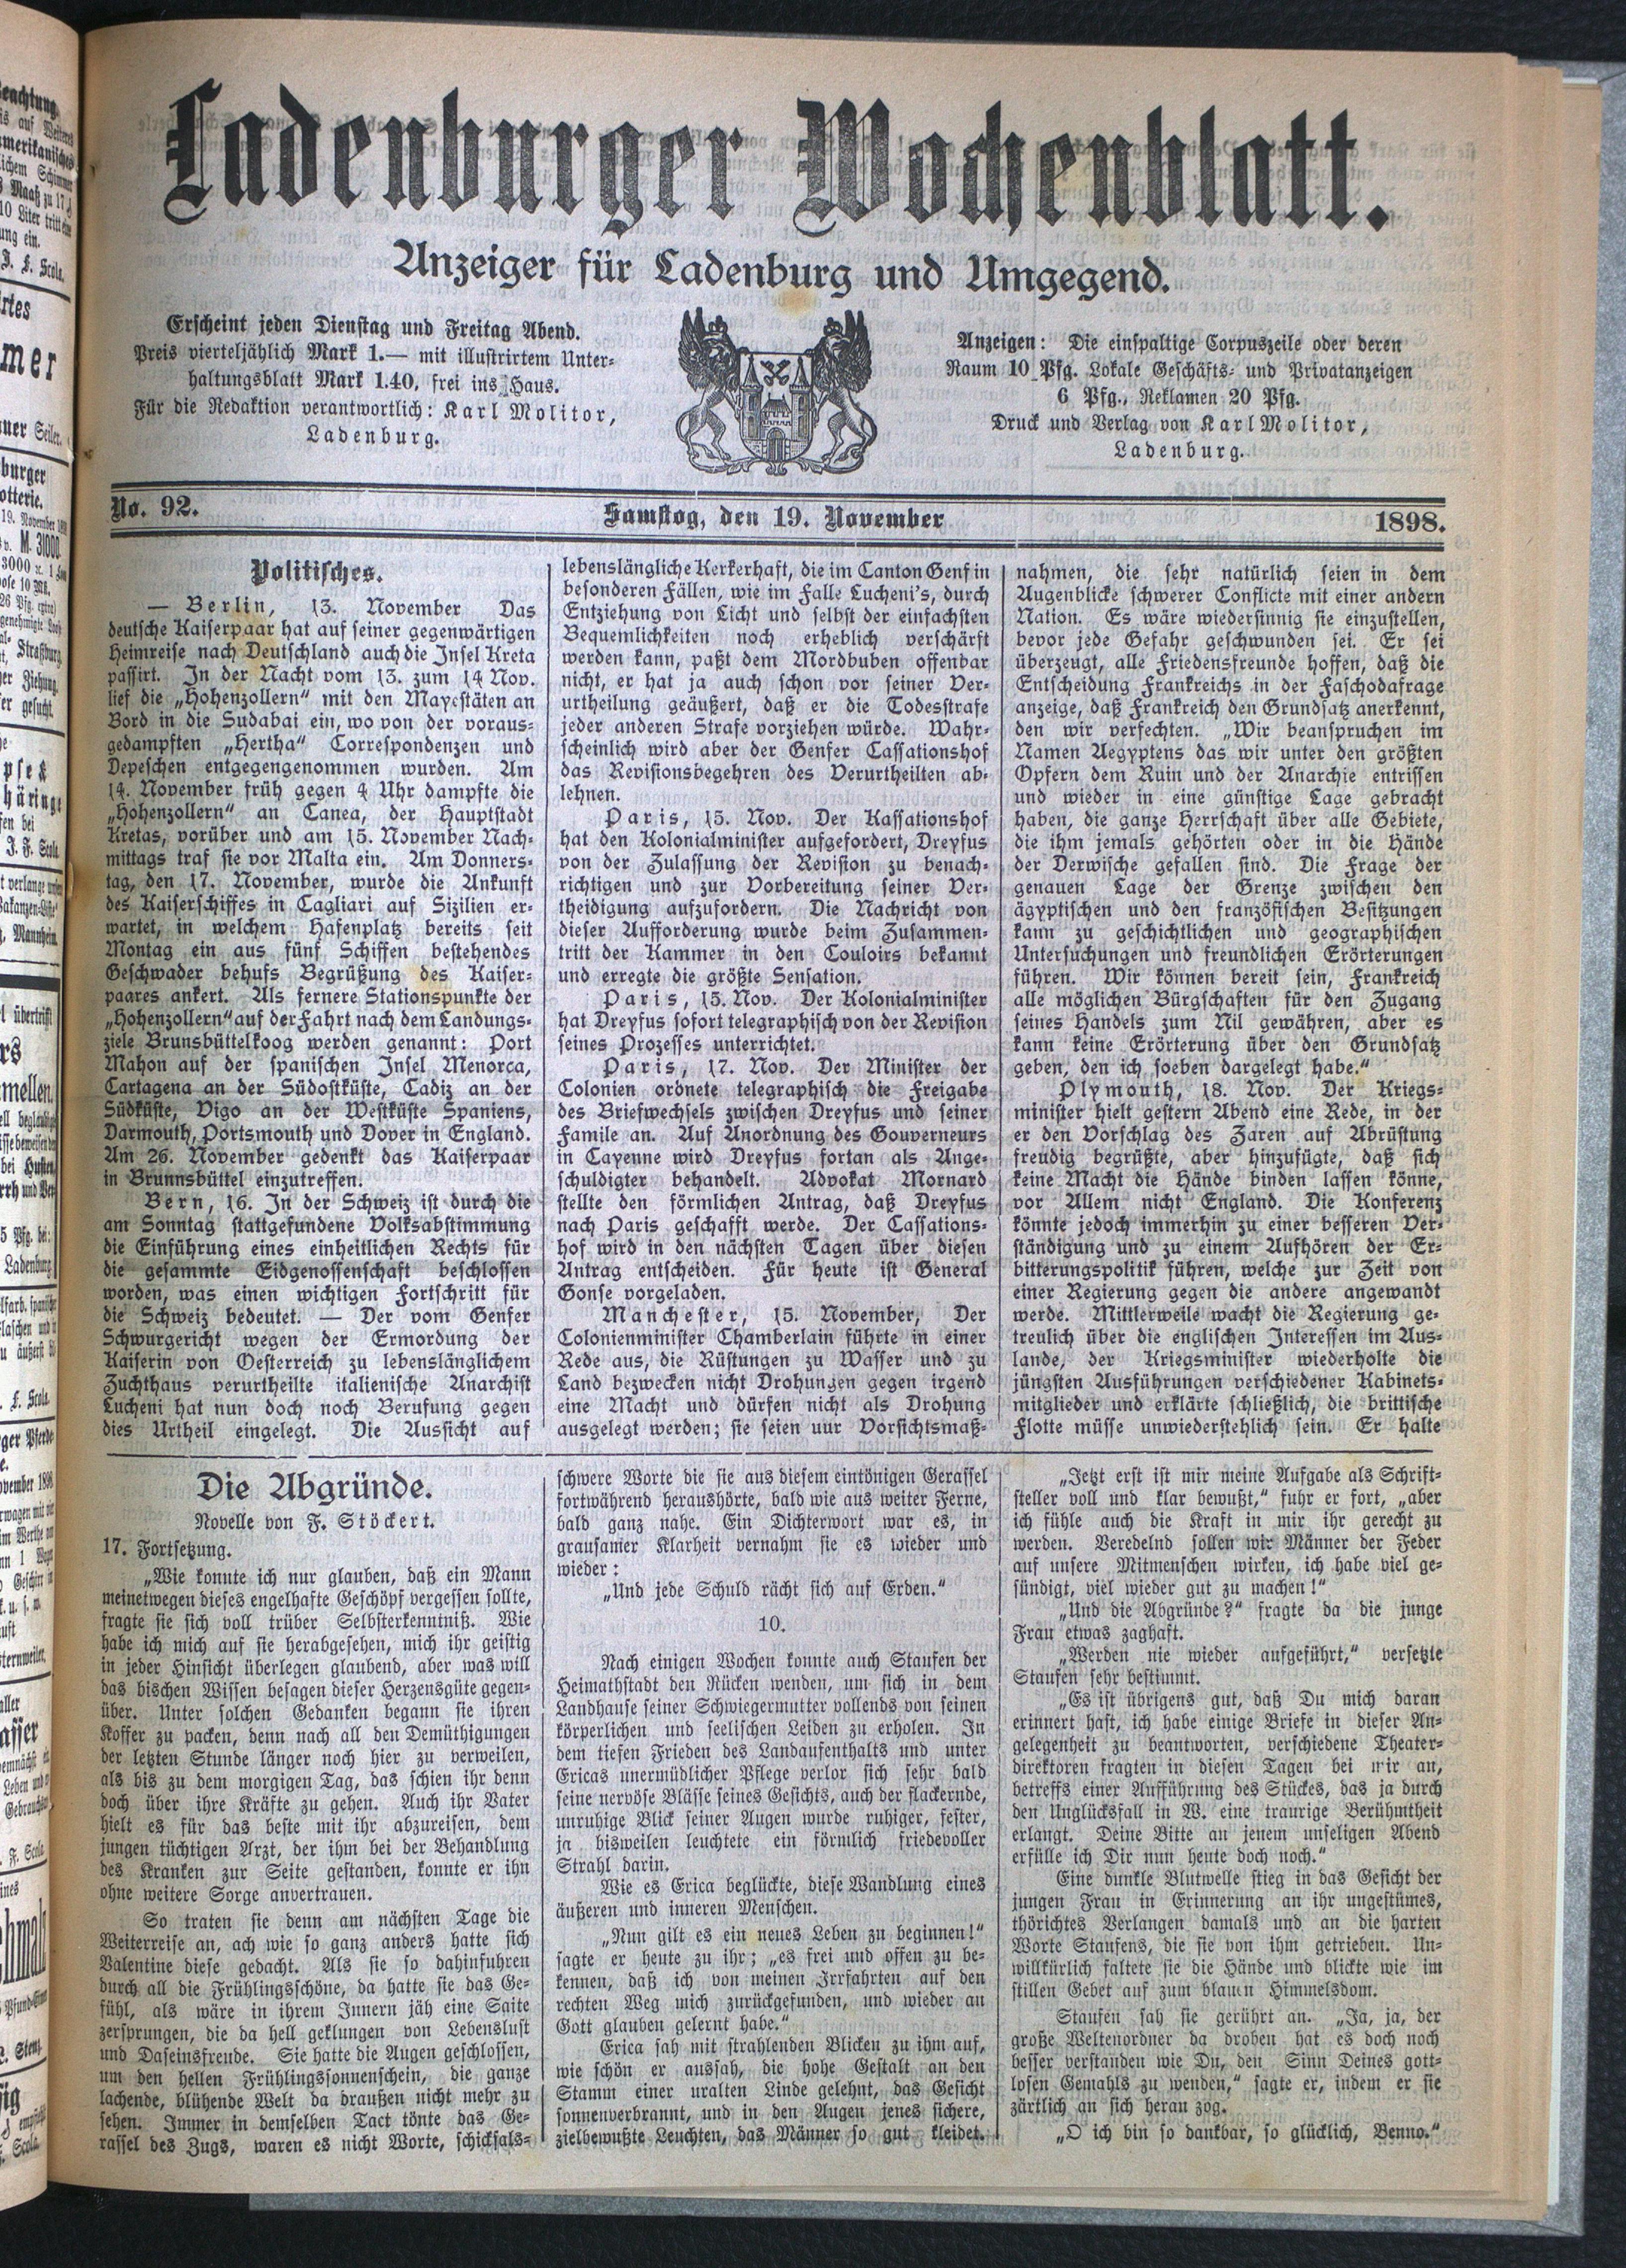 Ladenburger Wochenblatt.
Anzeiger für Ladenburg und Umgegend.
Erscheint jeden Dienstag und Freitag Abend.
Preis vierteljählich Mark 1.— mit illustrirtem Unter-
haltungsblatt Mark 1.40, frei ins Haus.
Für die Redaktion verantwortlich: Karl Molitor,
Ladenburg.
Anzeigen: Die einspaltige Corpuszeile oder deren
Raum 10 Pfg. Lokale Geschäfts- und Privatanzeigen
6 Pfg., Reklamen 20 Pfg.
Druck und Verlag von Karl Molitor,
Ladenburg.
No. 92.
Samstag, den 19. November
1898.
Politisches.
— Berlin, 13. November. Das
deutsche Kaiserpaar hat auf seiner gegenwärtigen
Heimreise nach Deutschland auch die Insel Kreta
passirt. In der Nacht vom 13. zum 14 Nov.
lief die „Hohenzollern" mit den Mayestäten an
Bord in die Sudabai ein, wo von der voraus-
gedampften „Hertha" Correspondenzen und
Depeschen entgegengenommen wurden. Am
14. November früh gegen 4 Uhr dampfte die
„Hohenzollern" an Canea, der Hauptstadt
Kretas, vorüber und am 15. November Nach-
mittags traf sie vor Malta ein. Am Donners-
tag, den 17. November, wurde die Ankunft
des Kaiserschiffes in Cagliari auf Sizilien er-
wartet, in welchem Hafenplatz bereits seit
Montag ein aus fünf Schiffen bestehendes
Geschwader behufs Begrüßung des Kaiser-
paares ankert. Als fernere Stationspunkte der
„Hohenzollern" auf der Fahrt nach dem Landungs-
ziele Brunsbüttelkoog werden genannt: Port
Mahon auf der spanischen Insel Menorca,
Cartagena an der Südostküste, Cadiz an der
Südküste, Vigo an der Westküste Spaniens,
Darmouth, Portsmouth und Dover in England.
Am 26. November gedenkt das Kaiserpaar
in Brunnsbüttel einzutreffen.
Bern, 16. In der Schweiz ist durch die
am Sonntag stattgefundene Volksabstimmung
die Einführung eines einheitlichen Rechts für
die gesammte Eidgenossenschaft beschlossen
worden, was einen wichtigen Fortschritt für
die Schweiz bedeutet. — Der vom Genfer
Schwurgericht wegen der Ermordung der
Kaiserin von Oesterreich zu lebenslänglichem
Zuchthaus verurtheilte italienische Anarchist
Lucheni hat nun doch noch Berufung gegen
dies Urtheil eingelegt. Die Aussicht auf
lebenslängliche Kerkerhaft, die im Canton Genf in
besonderen Fällen, wie im Falle Lucheni's, durch
Entziehung von Licht und selbst der einfachsten
Bequemlichkeiten noch erheblich verschärft
werden kann, paßt dem Mordbuben offenbar
nicht, er hat ja auch schon vor seiner Ver-
urtheilung geäußert, daß er die Todesstrafe
jeder anderen Strafe vorziehen würde. Wahr-
scheinlich wird aber der Genfer Cassationshof
das Revisionsbegehren des Verurtheilten ab-
lehnen.
Paris, 15. Nov. Der Kassationshof
hat den Kolonialminister aufgefordert, Dreyfus
von der Zulassung der Revision zu benach-
richtigen und zur Vorbereitung seiner Ver-
theidigung aufzufordern. Die Nachricht von
dieser Aufforderung wurde beim Zusammen-
tritt der Kammer in den Couloirs bekannt
und erregte die größte Sensation.
Paris, 15. Nov. Der Kolonialminister
hat Dreyfus sofort telegraphisch von der Revision
seines Prozesses unterrichtet.
Paris, 17. Nov. Der Minister der
Colonien ordnete telegraphisch die Freigabe
des Briefwechsels zwischen Dreyfus und seiner
Famile an. Auf Anordnung des Gouverneurs
in Cayenne wird Dreyfus fortan als Ange-
schuldigter behandelt. Advokat Mornard
stellte den förmlichen Antrag, daß Dreyfus
nach Paris geschafft werde. Der Cassations-
hof wird in den nächsten Tagen über diesen
Antrag entscheiden. Für heute ist General
Gonse vorgeladen.
Manchester, 15. November, Der
Colonienminister Chamberlain führte in einer
Rede aus, die Rüstungen zu Wasser und zu
Land bezwecken nicht Drohungen gegen irgend
eine Macht und dürfen nicht als Drohung
ausgelegt werden; sie seien nur Vorsichtsmaß-
nahmen, die sehr natürlich seien in dem
Augenblicke schwerer Conflicte mit einer andern
Nation. Es wäre wiedersinnig sie einzustellen,
bevor jede Gefahr geschwunden sei. Er sei
überzeugt, alle Friedensfreunde hoffen, daß die
Entscheidung Frankreichs in der Faschodafrage
anzeige, daß Frankreich den Grundsatz anerkennt,
den wir verfechten. „Wir beanspruchen im
Namen Aegyptens das wir unter den größten
Opfern dem Ruin und der Anarchie entrissen
und wieder in eine günstige Lage gebracht
haben, die ganze Herrschaft über alle Gebiete,
die ihm jemals gehörten oder in die Hände
der Derwische gefallen sind. Die Frage der
genauen Lage der Grenze zwischen den
ägyptischen und den französischen Besitzungen
kann zu geschichtlichen und geographischen
Untersuchungen und freundlichen Erörterungen
führen. Wir können bereit sein, Frankreich
alle möglichen Bürgschaften für den Zugang
seines Handels zum Nil gewähren, aber es
kann keine Erörterung über den Grundsatz
geben, den ich soeben dargelegt habe."
Plymouth, 18. Nov. Der Kriegs-
minister hielt gestern Abend eine Rede, in der
er den Vorschlag des Zaren auf Abrüstung
freudig begrüßte, aber hinzufügte, daß sich
keine Macht die Hände binden lassen könne,
vor Allem nicht England. Die Konferenz
könnte jedoch immerhin zu einer besseren Ver-
ständigung und zu einem Aufhören der Er-
bitterungspolitik führen, welche zur Zeit von
einer Regierung gegen die andere angewandt
werde. Mittlerweile wacht die Regierung ge-
treulich über die englischen Interessen im Aus-
lande, der Kriegsminister wiederholte die
jüngsten Ausführungen verschiedener Kabinets-
mitglieder und erklärte schließlich, die brittische
Flotte müsse unwiederstehlich sein. Er halte
Die Abgründe.
Novelle von F. Stöckert.
17. Fortsetzung.
„Wie konnte ich nur glauben, daß ein Mann
meinetwegen dieses engelhafte Geschöpf vergessen sollte,
fragte sie sich voll trüber Selbsterkenntniß. Wie
habe ich mich auf sie herabgesehen, mich ihr geistig
in jeder Hinsicht überlegen glaubend, aber was will
das bischen Wissen besagen dieser Herzensgüte gegen-
über. Unter solchen Gedanken begann sie ihren
Koffer zu packen, denn nach all den Demüthigungen
der letzten Stunde länger noch hier zu verweilen,
als bis zu dem morgigen Tag, das schien ihr denn
doch über ihre Kräfte zu gehen. Auch ihr Vater
hielt es für das beste mit ihr abzureisen, dem
jungen tüchtigen Arzt, der ihm bei der Behandlung
des Kranken zur Seite gestanden, konnte er ihn
ohne weitere Sorge anvertrauen.
So traten sie denn am nächsten Tage die
Weiterreise an, ach wie so ganz anders hatte sich
Valentine diese gedacht. Als sie so dahinfuhren
durch all die Frühlingsschöne, da hatte sie das Ge-
fühl, als wäre in ihrem Innern jäh eine Saite
zersprungen, die da hell geklungen von Lebenslust
und Daseinsfreude. Sie hatte die Augen geschlossen,
um den hellen Frühlingssonnenschein, die ganze
lachende, blühende Welt da draußen nicht mehr zu
sehen. Immer in demselben Tact tönte das Ge-
rassel des Zugs, waren es nicht Worte, schicksals-
schwere Worte die sie aus diesem eintönigen Gerassel
fortwährend heraushörte, bald wie aus weiter Ferne,
bald ganz nahe. Ein Dichterwort war es, in
grausamer Klarheit vernahm sie es wieder und
wieder:
„Und jede Schuld rächt sich auf Erden."
10.
Nach einigen Wochen konnte auch Staufen der
Heimathstadt den Rücken wenden, um sich in dem
Landhause seiner Schwiegermutter vollends von seinen
körperlichen und seelischen Leiden zu erholen. In
dem tiefen Frieden des Landaufenthalts und unter
Ericas unermüdlicher Pflege verlor sich sehr bald
seine nervöse Blässe seines Gesichts, auch der flackernde,
unruhige Blick seiner Augen wurde ruhiger, fester,
ja bisweilen leuchtete ein förmlich friedevoller
Strahl darin.
Wie es Erica beglückte, diese Wandlung eines
äußeren und inneren Menschen.
„Nun gilt es ein neues Leben zu beginnen!"
sagte er heute zu ihr; „es frei und offen zu be-
kennen, daß ich von meinen Irrfahrten auf den
rechten Weg mich zurückgefunden, und wieder an
Gott glauben gelernt habe."
Erica sah mit strahlenden Blicken zu ihm auf,
wie schön er aussah, die hohe Gestalt an den
Stamm einer uralten Linde gelehnt, das Gesicht
sonnenverbrannt, und in den Augen jenes sichere,
zielbewußte Leuchten, das Männer so gut kleidet.
„Jetzt erst ist mir meine Aufgabe als Schrift-
steller voll und klar bewußt," fuhr er fort, „aber
ich fühle auch die Kraft in mir ihr gerecht zu
werden. Veredelnd sollen wir Männer der Feder
auf unsere Mitmenschen wirken, ich habe viel ge-
sündigt, viel wieder gut zu machen!"
„Und die Abgründe?" fragte da die junge
Frau etwas zaghaft.
„Werden nie wieder aufgeführt," versetzte
Staufen sehr bestimmt.
„Es ist übrigens gut, daß Du mich daran
erinnert hast, ich habe einige Briefe in dieser An-
gelegenheit zu beantworten, verschiedene Theater-
direktoren fragten in diesen Tagen bei mir an,
betreffs einer Aufführung des Stückes, das ja durch
den Unglücksfall in W. eine traurige Berühmtheit
erlangt. Deine Bitte an jenem unseligen Abend
erfülle ich Dir nun heute doch noch."
Eine dunkle Blutwelle stieg in das Gesicht der
jungen Frau in Erinnerung an ihr ungestümes,
thörichtes Verlangen damals und an die harten
Worte Staufens, die sie von ihm getrieben. Un-
willkürlich faltete sie die Hände und blickte wie im
stillen Gebet auf zum blauen Himmelsdom.
Staufen sah sie gerührt an. „Ja, ja, der
große Weltenordner da droben hat es doch noch
besser verstanden wie Du, den Sinn Deines gott-
losen Gemahls zu wenden," sagte er, indem er sie
zärtlich an sich heran zog.
„O ich bin so dankbar, so glücklich, Benno."